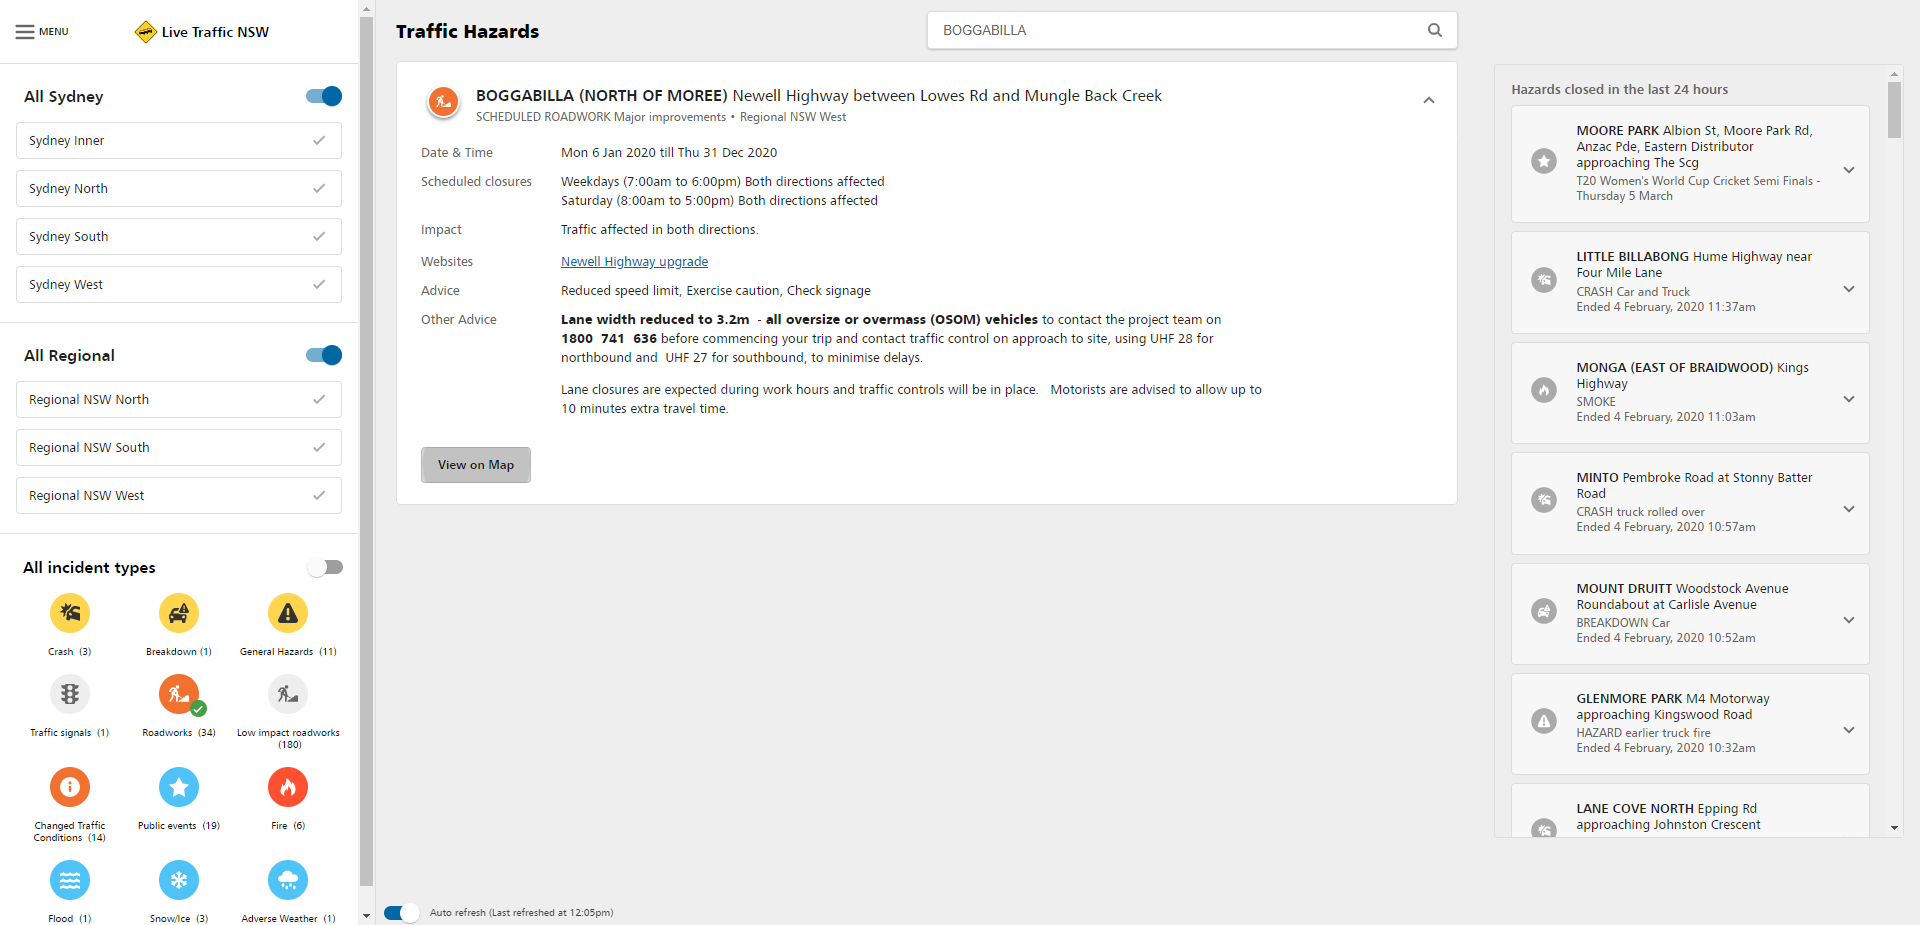 MENU
Live Traffic NSW
All Sydney
Sydney Inner
Sydney North
Sydney South
Sydney West
All Regional
Regional NSW North
Regional NSW South
Regional NSW West
All incident types
Crash (3)
Breakdown (1)
General Hazards (11)
Traffic signals (1)
Roadworks (34)
Low impact roadworks
(180)
Changed Traffic
Conditions (14)
Public events (19)
Fire (6)
Flood (1)
Snow/Ice (3)
Adverse Weather (1)
Traffic Hazards
BOGGABILLA
BOGGABILLA (NORTH OF MOREE) Newell Highway between Lowes Rd and Mungle Back Creek
SCHEDULED ROADWORK Major improvements • Regional NSW West
Date & Time
Mon 6 Jan 2020 till Thu 31 Dec 2020
Scheduled closures
Weekdays (7:00am to 6:00pm) Both directions affected
Saturday (8:00am to 5:00pm) Both directions affected
Impact
Traffic affected in both directions.
Websites
Newell Highway upgrade
Advice
Reduced speed limit, Exercise caution, Check signage
Other Advice
Lane width reduced to 3.2m - all oversize or overmass (OSOM) vehicles to contact the project team on
1800 741 636 before commencing your trip and contact traffic control on approach to site, using UHF 28 for
northbound and UHF 27 for southbound, to minimise delays.
Lane closures are expected during work hours and traffic controls will be in place. Motorists are advised to allow up to
10 minutes extra travel time.
View on Map
Auto refresh (Last refreshed at 12:05pm)
Hazards closed in the last 24 hours
MOORE PARK Albion St, Moore Park Rd,
Anzac Pde, Eastern Distributor
approaching The Scg
T20 Women's World Cup Cricket Semi Finals -
Thursday 5 March
LITTLE BILLABONG Hume Highway near
Four Mile Lane
CRASH Car and Truck
Ended 4 February, 2020 11:37am
MONGA (EAST OF BRAIDWOOD) Kings
Highway
SMOKE
Ended 4 February, 2020 11:03am
MINTO Pembroke Road at Stonny Batter
Road
CRASH truck rolled over
Ended 4 February, 2020 10:57am
MOUNT DRUITT Woodstock Avenue
Roundabout at Carlisle Avenue
BREAKDOWN Car
Ended 4 February, 2020 10:52am
GLENMORE PARK M4 Motorway
approaching Kingswood Road
HAZARD earlier truck fire
Ended 4 February, 2020 10:32am
LANE COVE NORTH Epping Rd
approaching Johnston Crescent